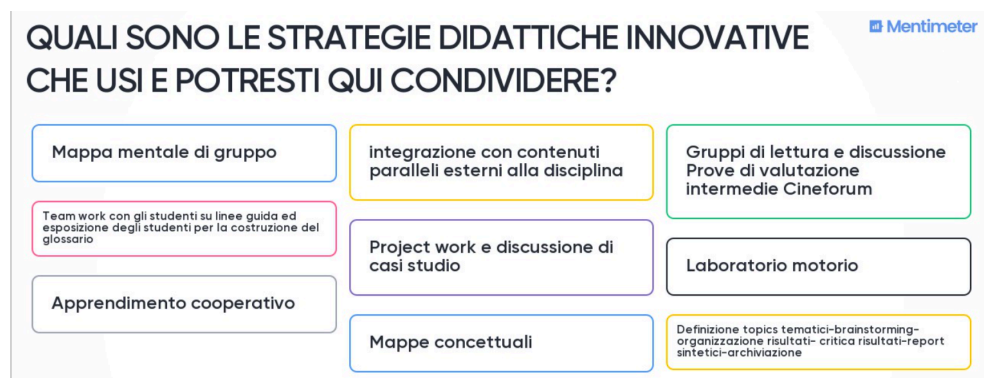 QUALI SONO LE STRATEGIE DIDATTICHE INNOVATIVE
CHE USI E POTRESTI QUI CONDIVIDERE?
Mentimeter
Mappa mentale di gruppo
Team work con gli studenti su linee guida ed
esposizione degli studenti per la costruzione del
glossario
Apprendimento cooperativo
integrazione con contenuti
paralleli esterni alla disciplina
Project work e discussione di
casi studio
Mappe concettuali
Gruppi di lettura e discussione
Prove di valutazione
intermedie Cineforum
Laboratorio motorio
Definizione topics tematici-brainstorming-
organizzazione risultati- critica risultati-report
sintetici-archiviazione